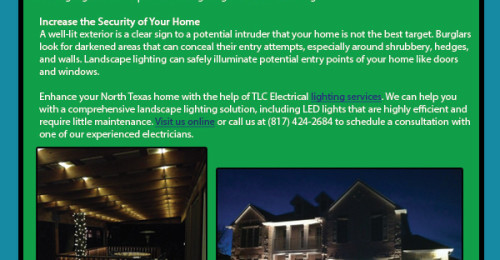 Increase the Security of Your Home
A well-lit exterior is a clear sign to a potential intruder that your home is not the best target. Burglars
look for darkened areas that can conceal their entry attempts, especially around shrubbery, hedges,
and walls. Landscape lighting can safely illuminate potential entry points of your home like doors
and windows.
Enhance your North Texas home with the help of TLC Electrical lighting services. We can help you
with a comprehensive landscape lighting solution, including LED lights that are highly efficient and
require little maintenance. Visit us online or call us at (817) 424-2684 to schedule a consultation with
one of our experienced electricians.